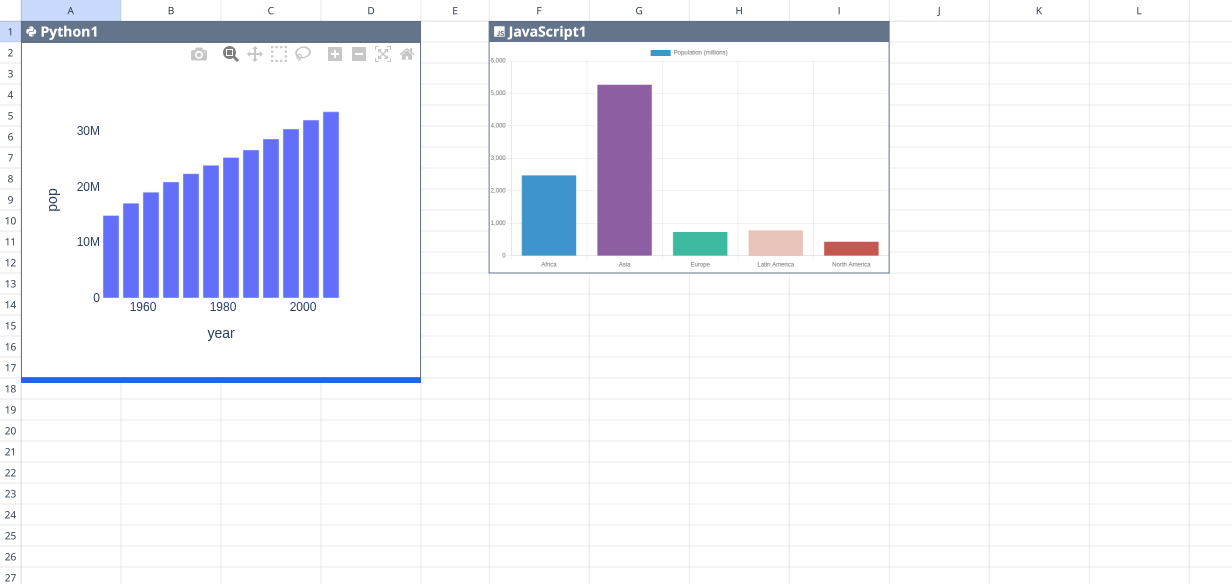 A B C D E F G H I J K L
1 Python1 JavaScript1
2 Population (millions)
3 6,000
4 5,000
5 4,000
6 30M
7 3,000
8 20M
9 pop 2,000
10 1,000
11 10M
12 0
Africa Asia Europe Latin America North America
13
14 0 1960 1980 2000
15 year
16
17
18
19
20
21
22
23
24
25
26
27